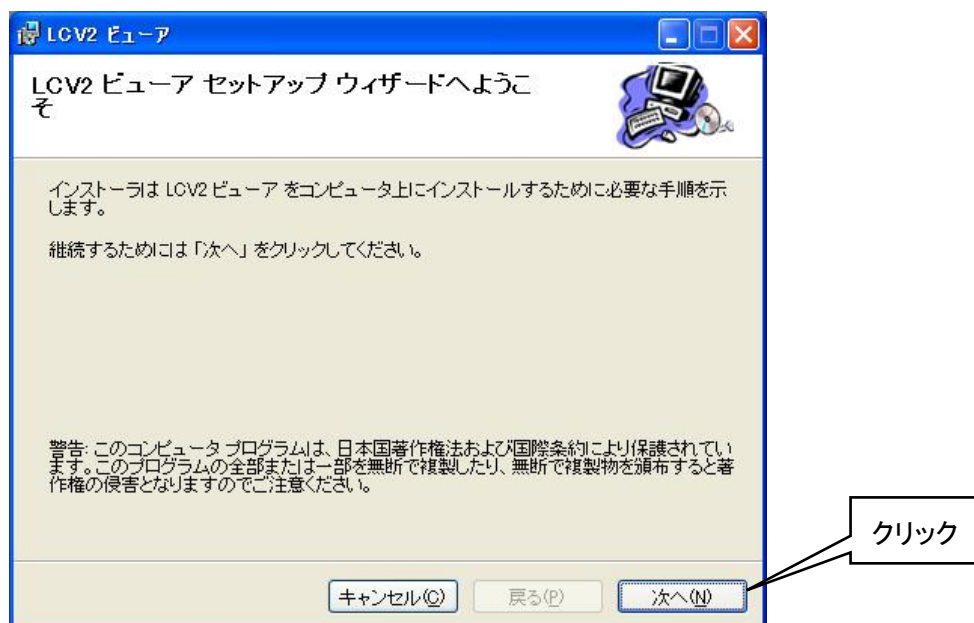 LCV2 ビューア
LCV2 ビューア セットアップ ウィザードへようこ
そ
インストーラは LCV2 ビューア をコンピュータ上にインストールするために必要な手順を示
します。
継続するためには「次へ」をクリックしてください。
警告: このコンピュータ プログラムは、日本国著作権法および国際条約により保護されてい
ます。このプログラムの全部または一部を無断で複製したり、無断で複製物を頒布すると著
作権の侵害となりますのでご注意ください。
クリック
キャンセル(C) 戻る(P) 次へ(N)